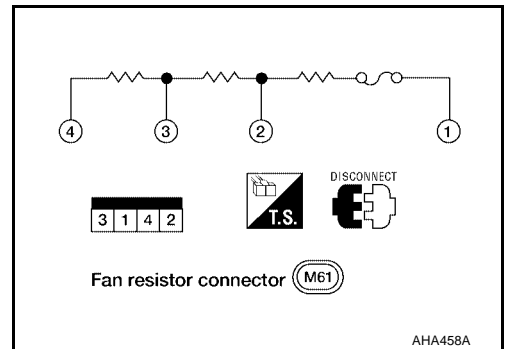 4 3 2 1
DISCONNECT
3 1 4 2
T.S.
Fan resistor connector M61
AHA458A